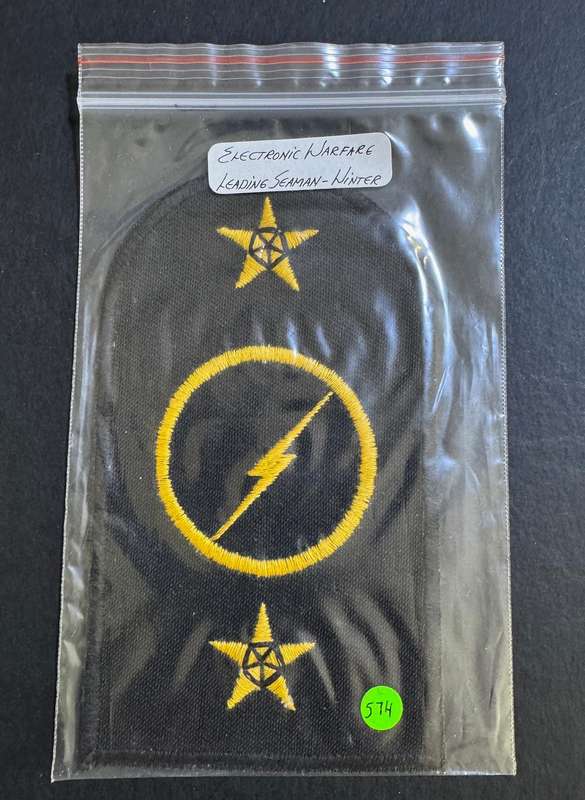 ELECTRONIC WARFARE
LEADING SEAMAN - WINTER
574